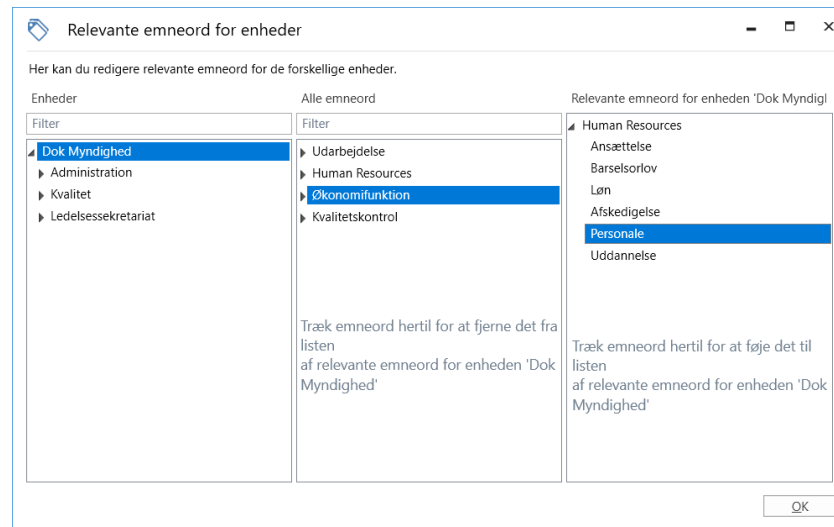 Relevante emneord for enheder
Her kan du redigere relevante emneord for de forskellige enheder.
Enheder
Filter
Dok Myndighed
Administration
Kvalitet
Ledelsessekretariat
Alle emneord
Filter
Udarbejdelse
Human Resources
Økonomifunktion
Kvalitetskontrol
Træk emneord hertil for at fjerne det fra
listen
af relevante emneord for enheden 'Dok
Myndighed'
Relevante emneord for enheden 'Dok Myndigl
Human Resources
Ansættelse
Barselsorlov
Løn
Afskedigelse
Personale
Uddannelse
Træk emneord hertil for at føje det til
listen
af relevante emneord for enheden 'Dok
Myndighed'
OK